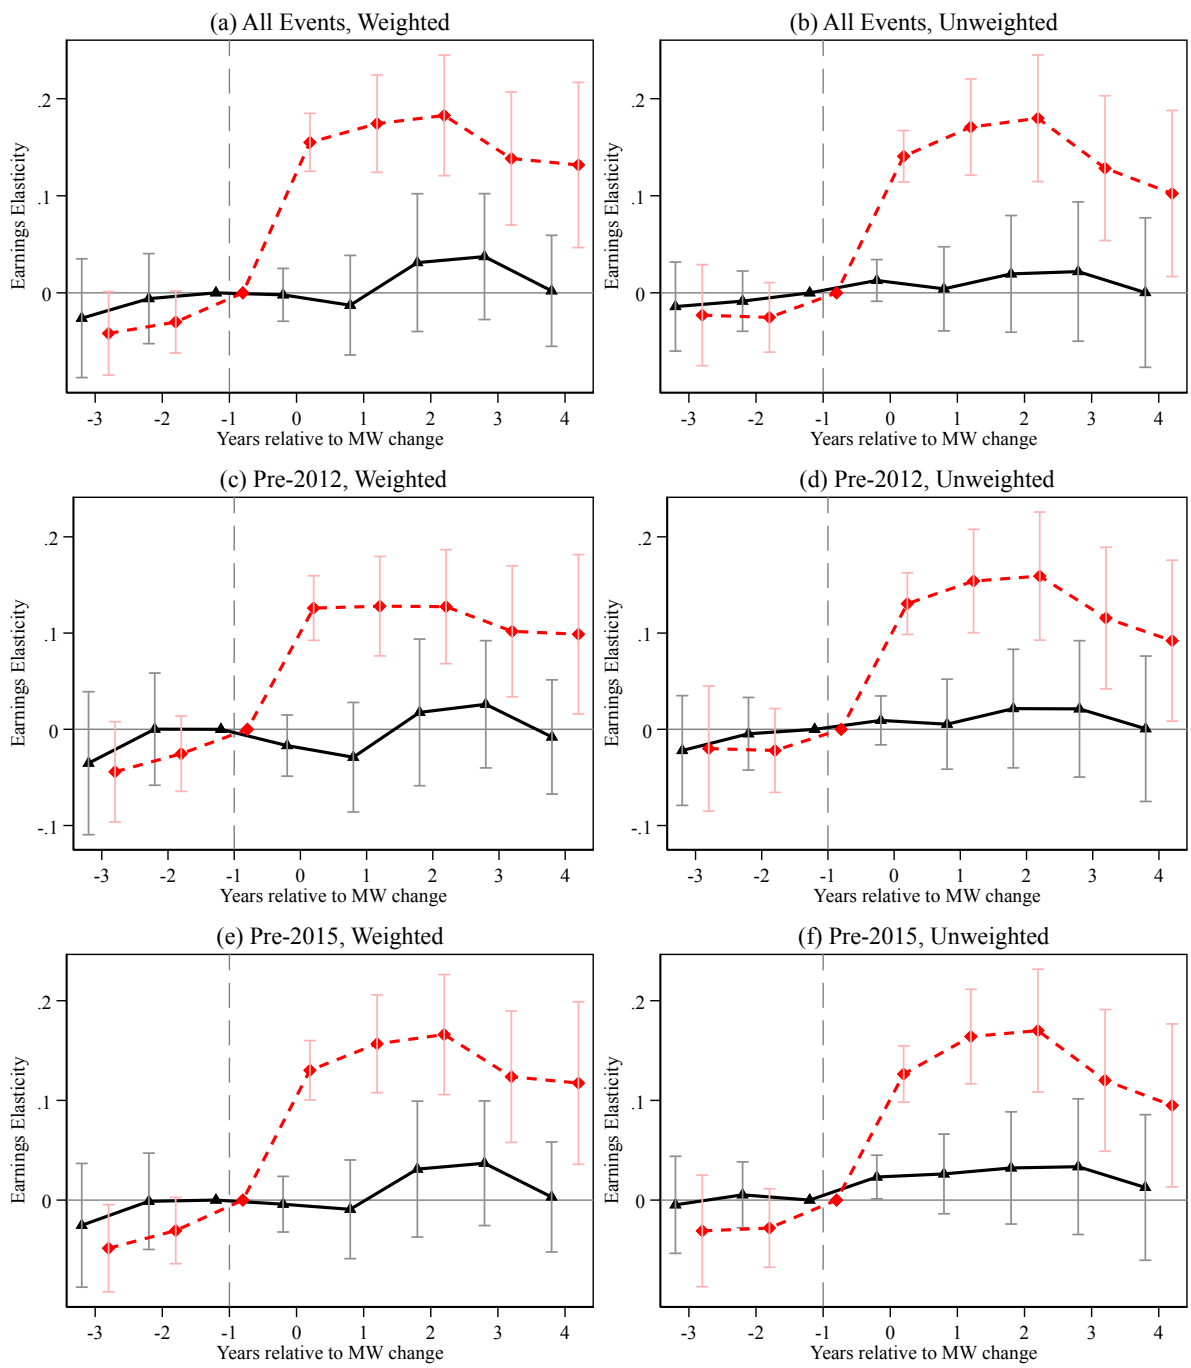 (a) All Events, Weighted
Earnings Elasticity
.2
.1
0
-3 -2 -1 0 1 2 3 4
Years relative to MW change
(b) All Events, Unweighted
Earnings Elasticity
.2
.1
0
-3 -2 -1 0 1 2 3 4
Years relative to MW change
(c) Pre-2012, Weighted
Earnings Elasticity
.2
.1
0
-.1
-3 -2 -1 0 1 2 3 4
Years relative to MW change
(d) Pre-2012, Unweighted
Earnings Elasticity
.2
.1
0
-.1
-3 -2 -1 0 1 2 3 4
Years relative to MW change
(e) Pre-2015, Weighted
Earnings Elasticity
.2
.1
0
-3 -2 -1 0 1 2 3 4
Years relative to MW change
(f) Pre-2015, Unweighted
Earnings Elasticity
.2
.1
0
-3 -2 -1 0 1 2 3 4
Years relative to MW change